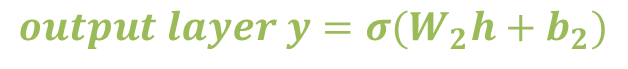 output layer y = σ(W₂h + b₂)